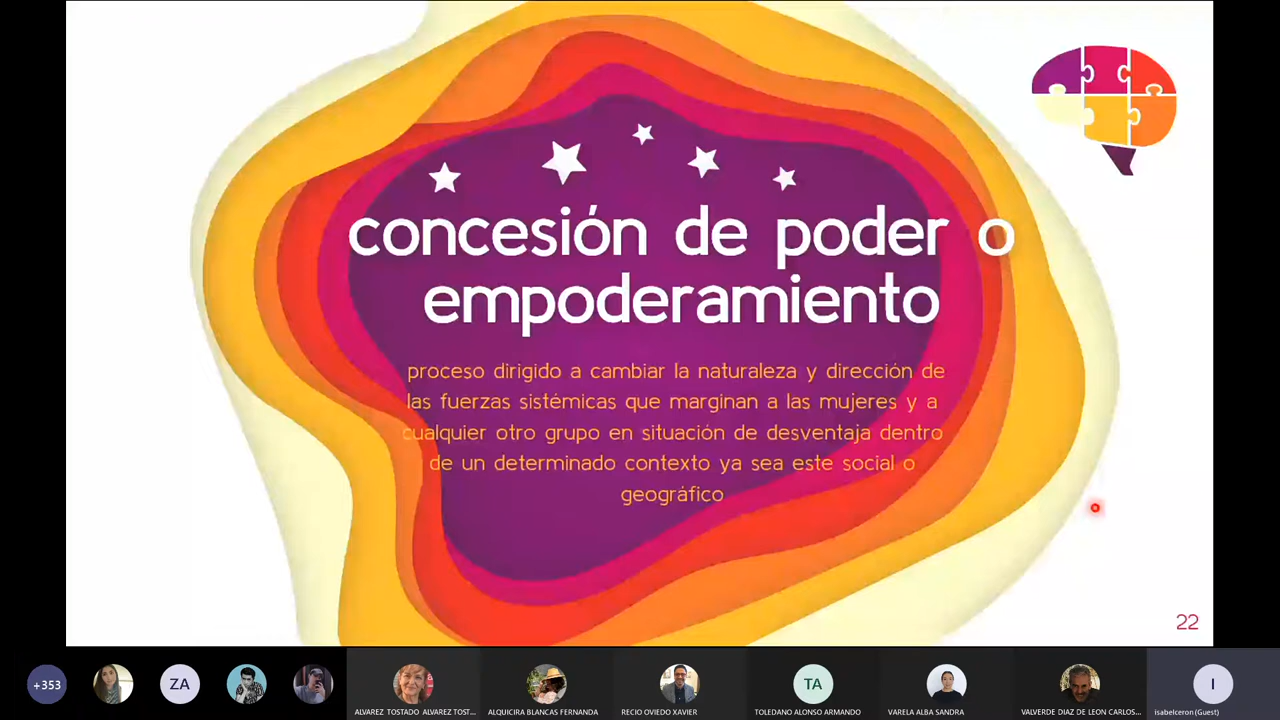 concesión de poder o
empoderamiento
proceso dirigido a cambiar la naturaleza y dirección de
las fuerzas sistémicas que marginan a las mujeres y a
cualquier otro grupo en situación de desventaja dentro
de un determinado contexto ya sea este social o
geográfico
22
+353
ZA
TA
I
ALVAREZ TOSTADO ALVAREZ TOST...
ALQUICIRA BLANCAS FERNANDA
RECIO OVIEDO XAVIER
TOLEDANO ALONSO ARMANDO
VARELA ALBA SANDRA
VALVERDE DIAZ DE LEON CARLOS...
isabelceron (Guest)